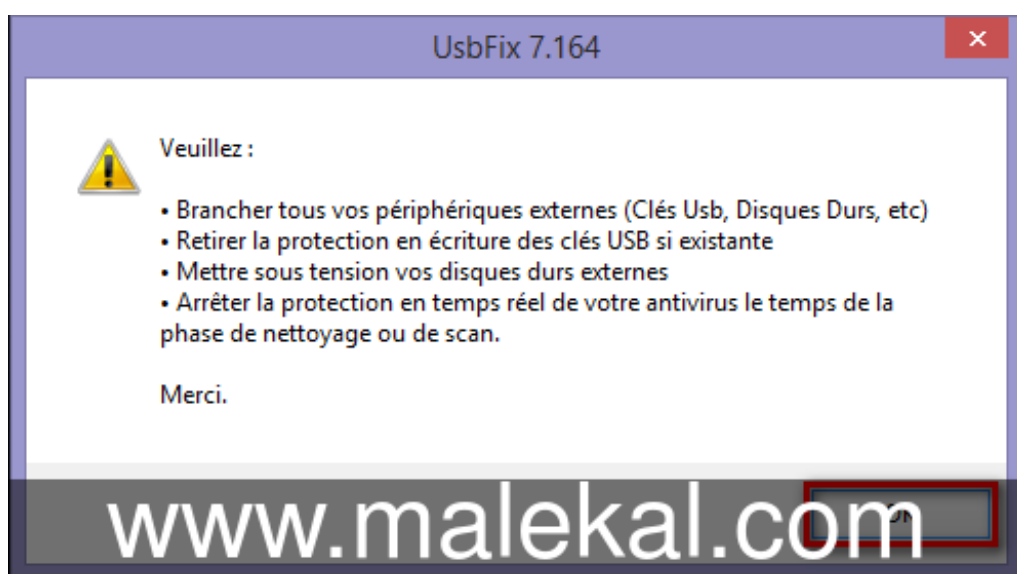 UsbFix 7.164
Veuillez :
• Brancher tous vos périphériques externes (Clés Usb, Disques Durs, etc)
• Retirer la protection en écriture des clés USB si existante
• Mettre sous tension vos disques durs externes
• Arrêter la protection en temps réel de votre antivirus le temps de la
phase de nettoyage ou de scan.
Merci.
www.malekal.com